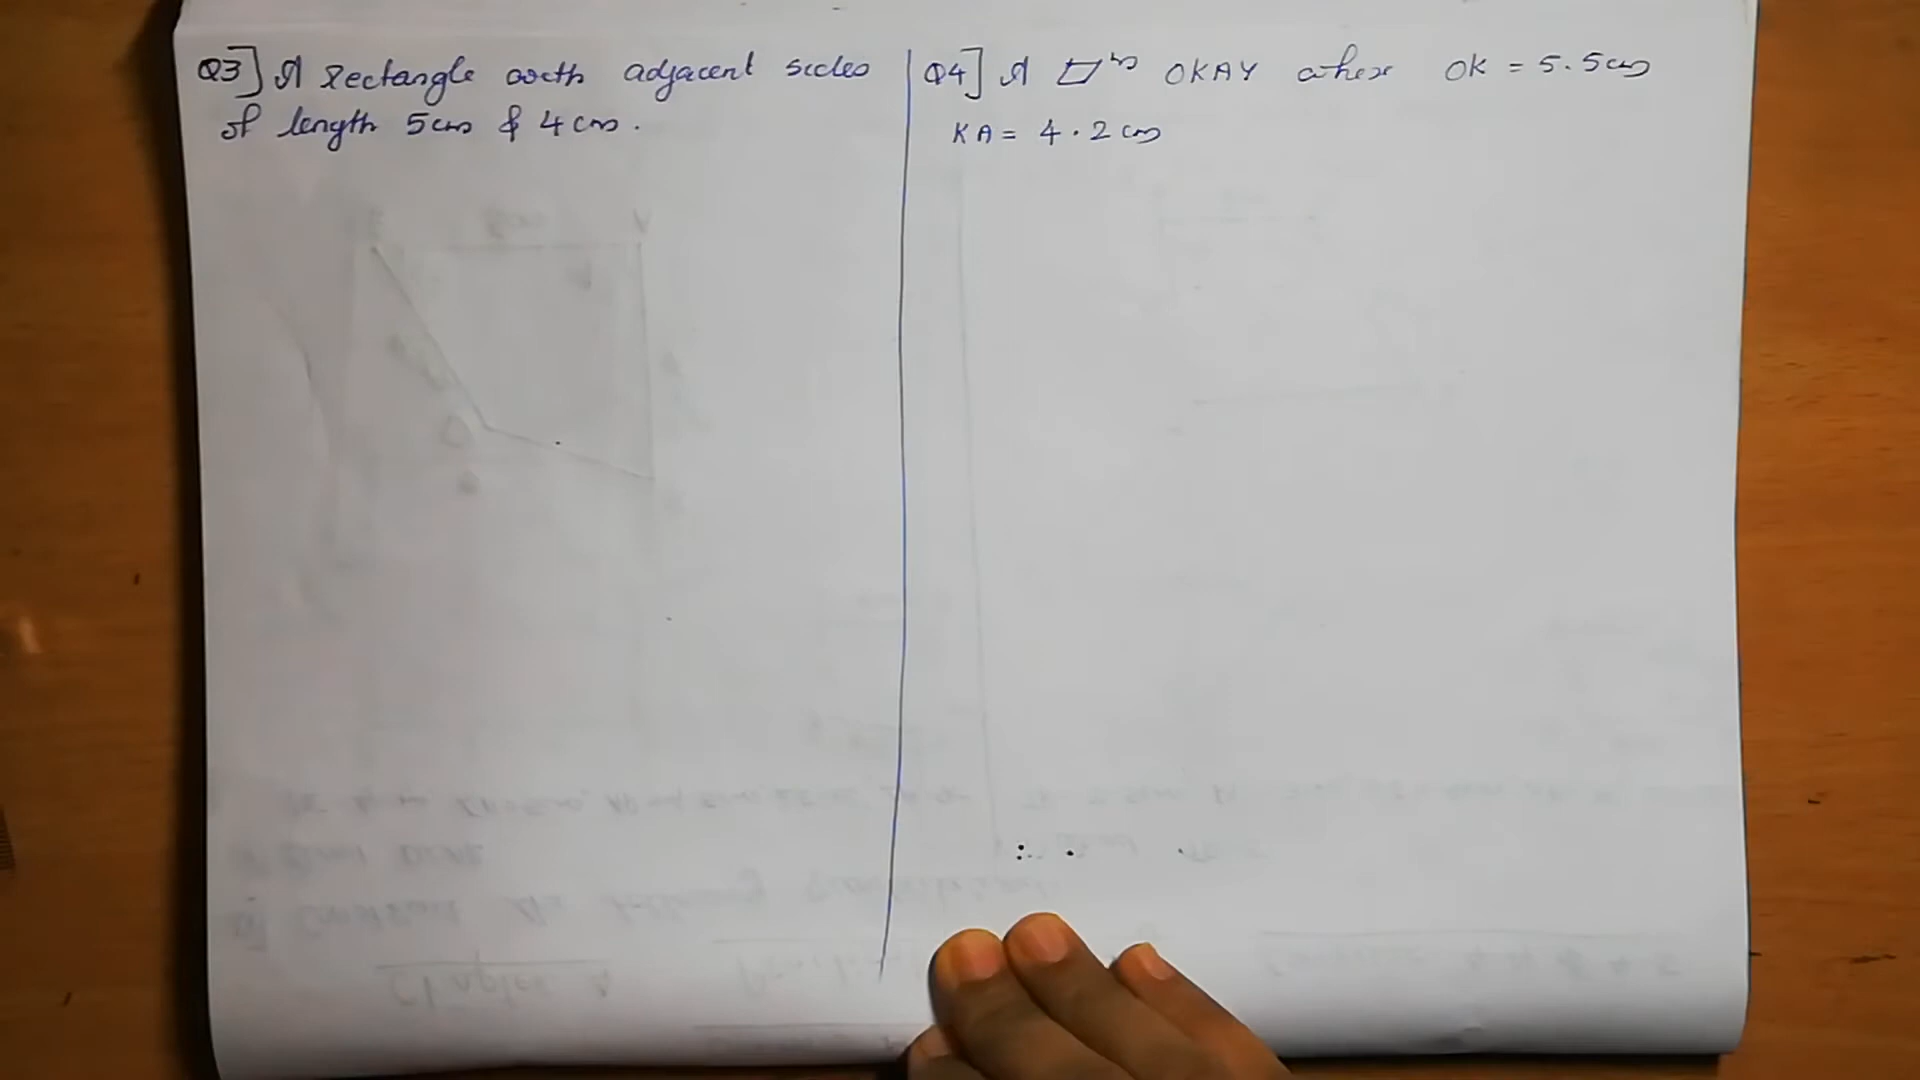 Q3] A rectangle with adjacent sides
of length 5cm & 4cm.
Q4] A ▱m OKAY where OK = 5.5cm
KA = 4.2cm